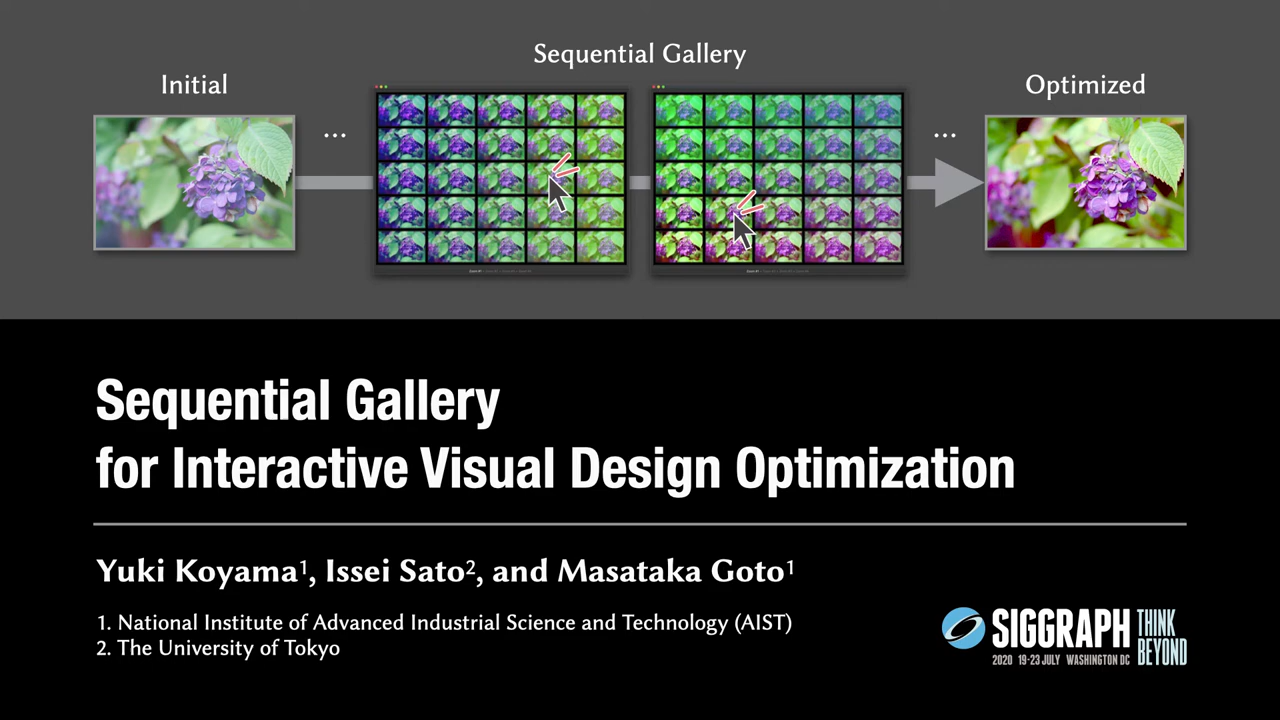 Sequential Gallery
Initial
Optimized
...
...
Sequential Gallery
for Interactive Visual Design Optimization
Yuki Koyama¹, Issei Sato², and Masataka Goto¹
1. National Institute of Advanced Industrial Science and Technology (AIST)
2. The University of Tokyo
SIGGRAPH THINK BEYOND
2020 19-23 JULY WASHINGTON DC